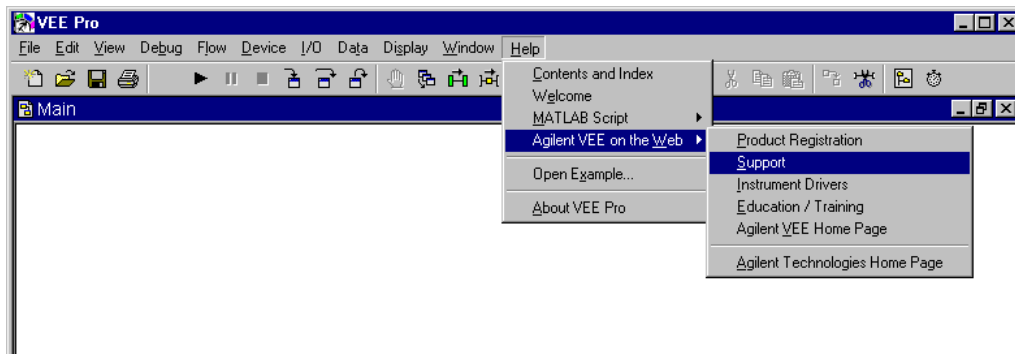 VEE Pro
File Edit View Debug Flow Device I/O Data Display Window Help
Main
Contents and Index
Welcome
MATLAB Script
Agilent VEE on the Web
Open Example...
About VEE Pro
Product Registration
Support
Instrument Drivers
Education / Training
Agilent VEE Home Page
Agilent Technologies Home Page